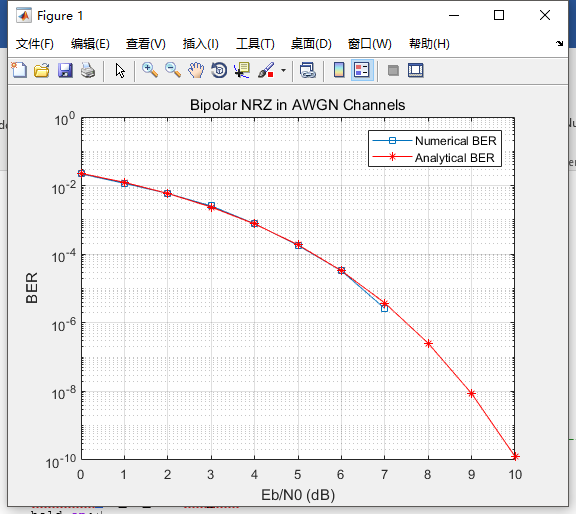 Figure 1
文件(F) 编辑(E) 查看(V) 插入(I) 工具(T) 桌面(D) 窗口(W) 帮助(H)
Bipolar NRZ in AWGN Channels
Numerical BER
Analytical BER
10^0
10^-2
10^-4
10^-6
10^-8
10^-10
BER
0 1 2 3 4 5 6 7 8 9 10
Eb/N0 (dB)